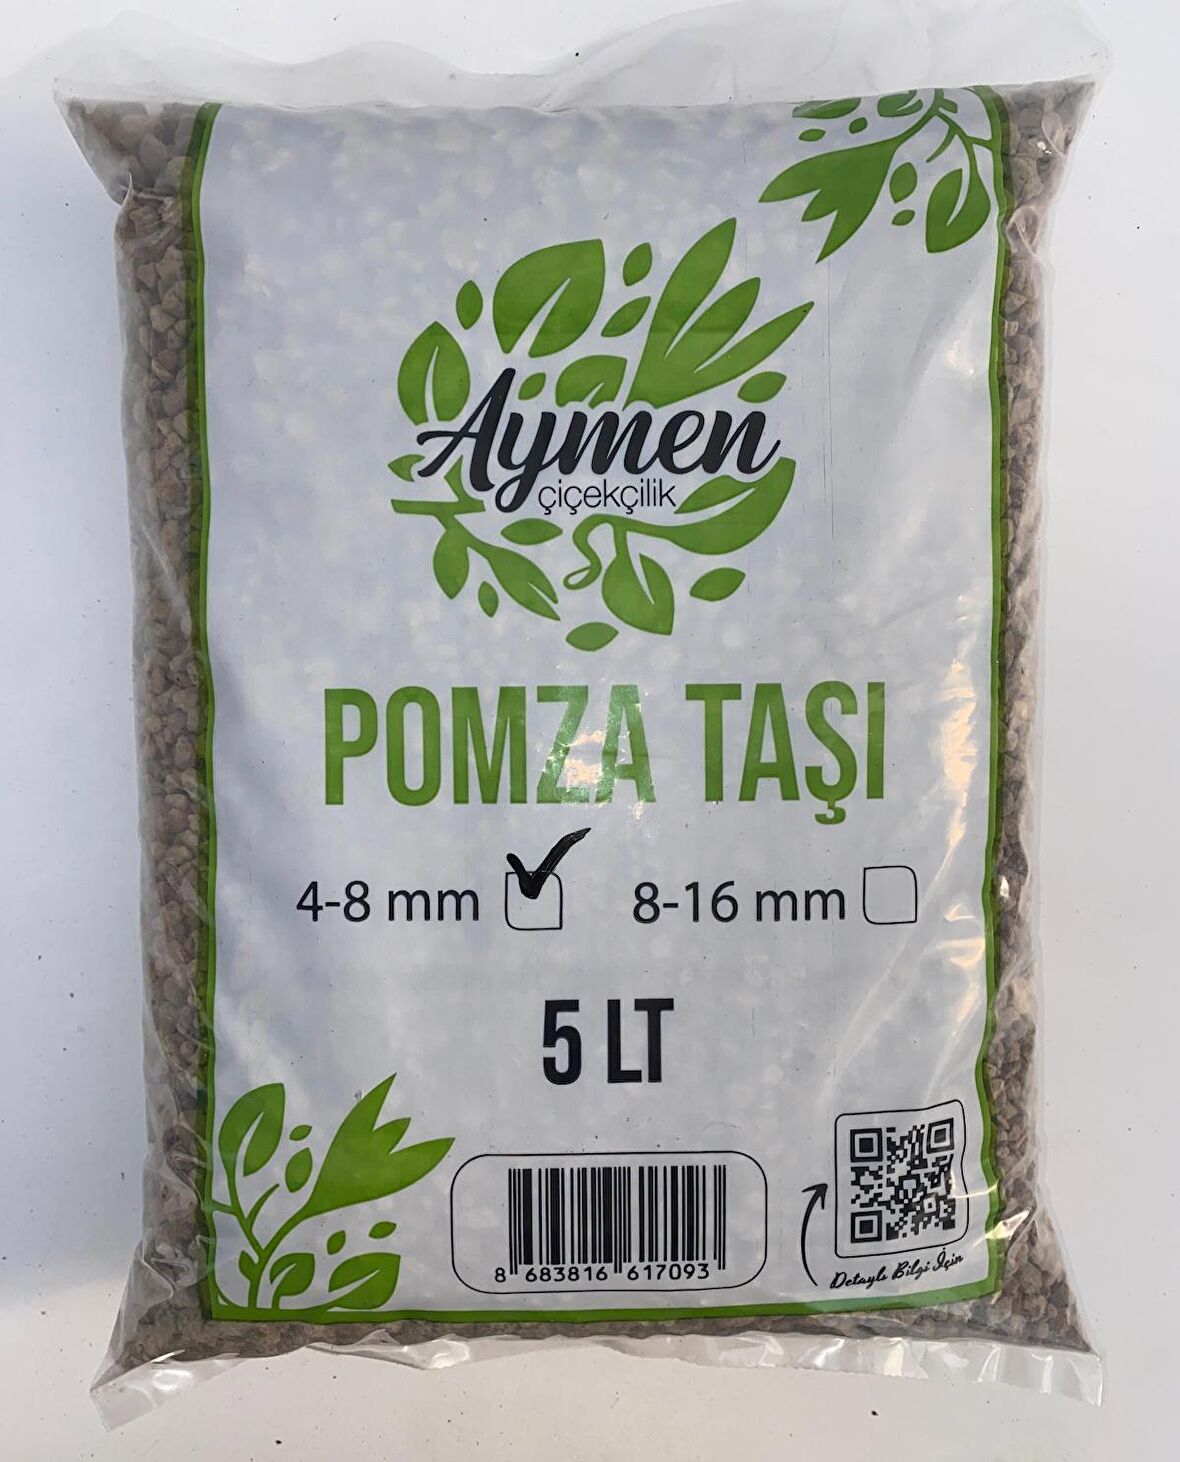 Aymen
çiçekçilik
POMZA TAŞI
4-8 mm 8-16 mm
5 LT
8 683816 617093
Detaylı Bilgi İçin